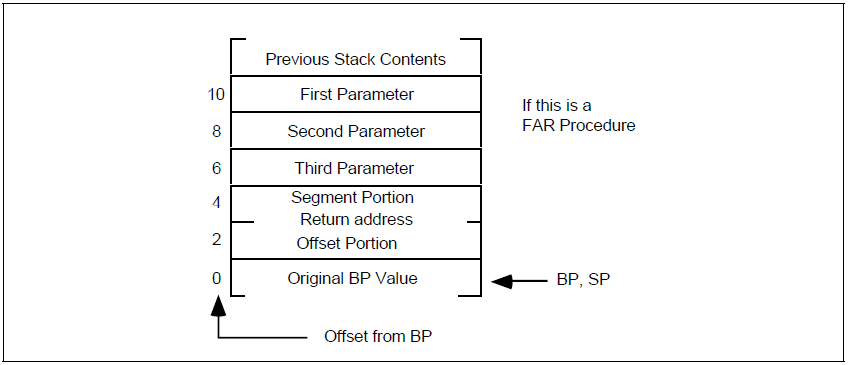 Previous Stack Contents
10 First Parameter
If this is a
FAR Procedure
8 Second Parameter
6 Third Parameter
4 Segment Portion
Return address
2 Offset Portion
0 Original BP Value
BP, SP
Offset from BP